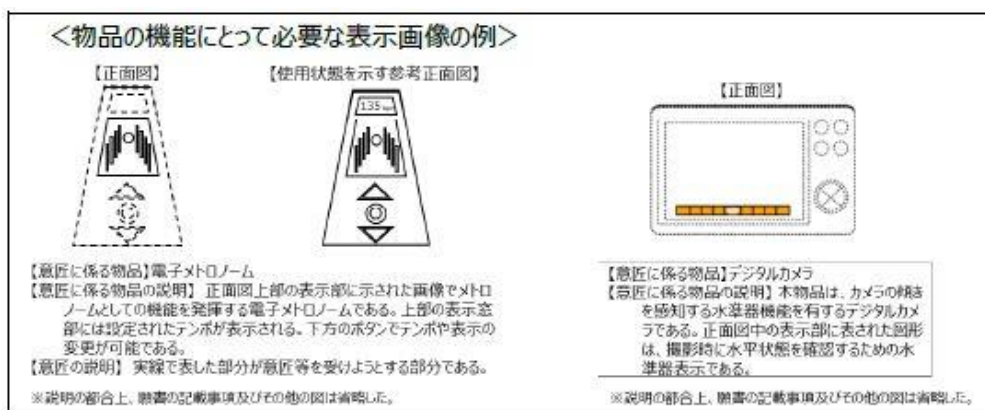 ＜物品の機能にとって必要な表示画像の例＞
【正面図】
【使用状態を示す参考正面図】
135
【意匠に係る物品】電子メトロノーム
【意匠に係る物品の説明】 正面図上部の表示部に示された画像でメトロ
ノームとしての機能を発揮する電子メトロノームである。上部の表示窓
部には設定されたテンポが表示される。下方のボタンでテンポや表示の
変更が可能である。
【意匠の説明】 実線で表した部分が意匠等を受けようとする部分である。
※説明の都合上、願書の記載事項及びその他の図は省略した。
【正面図】
【意匠に係る物品】デジタルカメラ
【意匠に係る物品の説明】本物品は、カメラの傾き
を感知する水準器機能を有するデジタルカメ
ラである。正面図中の表示部に表された図形
は、撮影時に水平状態を確認するための水
準器表示である。
※説明の都合上、願書の記載事項及びその他の図は省略した。